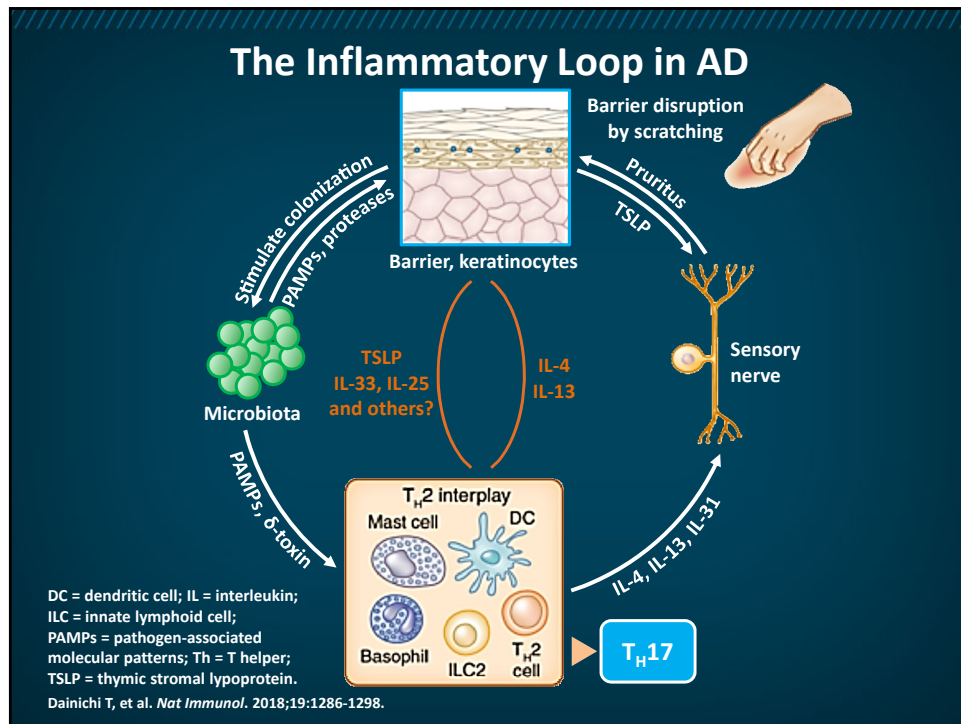 The Inflammatory Loop in AD
Barrier disruption
by scratching
Stimulate colonization
PAMPs, proteases
Pruritus
TSLP
Barrier, keratinocytes
TSLP
IL-33, IL-25
and others?
IL-4
IL-13
Sensory
nerve
Microbiota
PAMPs, δ-toxin
IL-4, IL-13, IL-31
TH2 interplay
Mast cell
DC
Basophil
ILC2
TH2
cell
TH17
DC = dendritic cell; IL = interleukin;
ILC = innate lymphoid cell;
PAMPs = pathogen-associated
molecular patterns; Th = T helper;
TSLP = thymic stromal lypoprotein.
Dainichi T, et al. Nat Immunol. 2018;19:1286-1298.